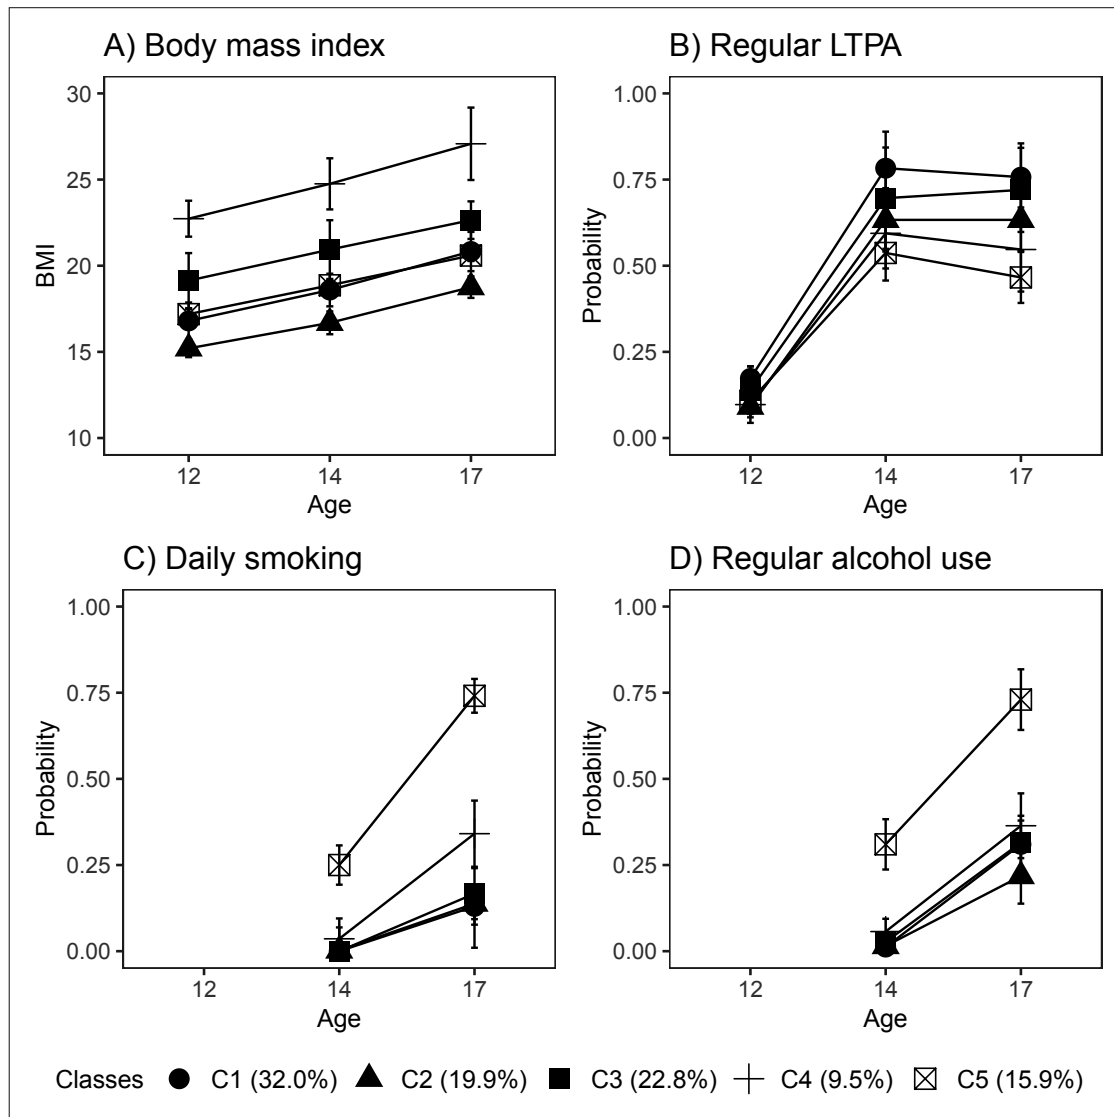 A) Body mass index
30
25
20
15
10
BMI
12 14 17
Age
B) Regular LTPA
1.00
0.75
0.50
0.25
0.00
Probability
12 14 17
Age
C) Daily smoking
1.00
0.75
0.50
0.25
0.00
Probability
12 14 17
Age
D) Regular alcohol use
1.00
0.75
0.50
0.25
0.00
Probability
12 14 17
Age
Classes C1 (32.0%) C2 (19.9%) C3 (22.8%) C4 (9.5%) C5 (15.9%)